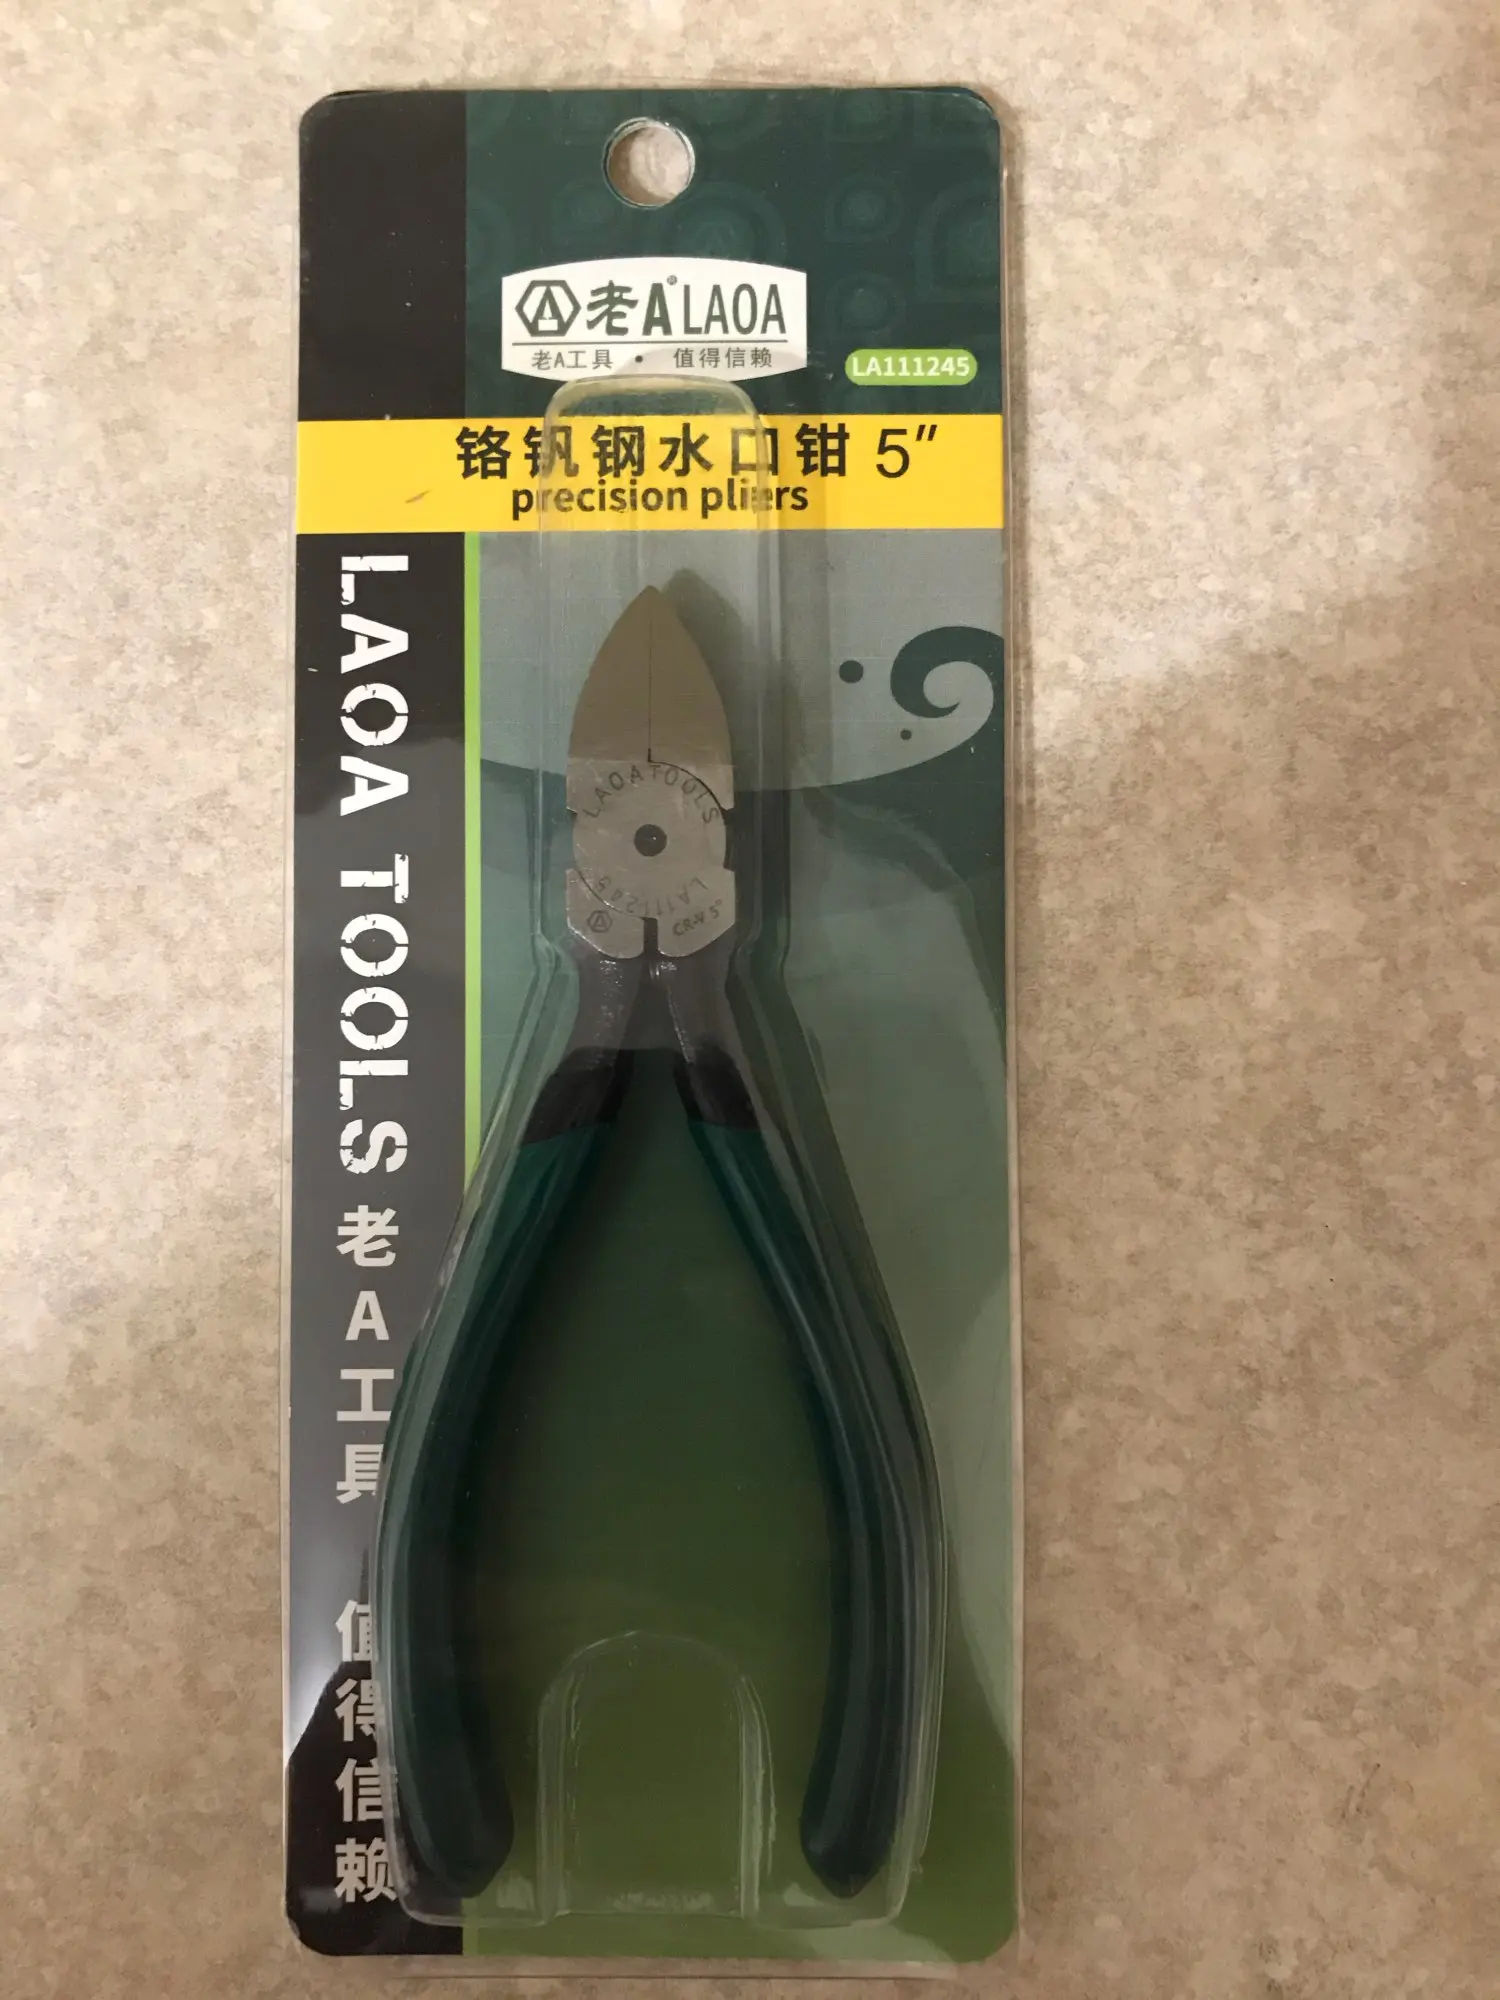 老A® LAOA
老A工具 • 值得信赖
LA111245
铬钒钢水口钳 5"
precision pliers
LAOA TOOLS 老A工具 值得信赖
LAOA TOOLS
LA111245
CR-V 5"